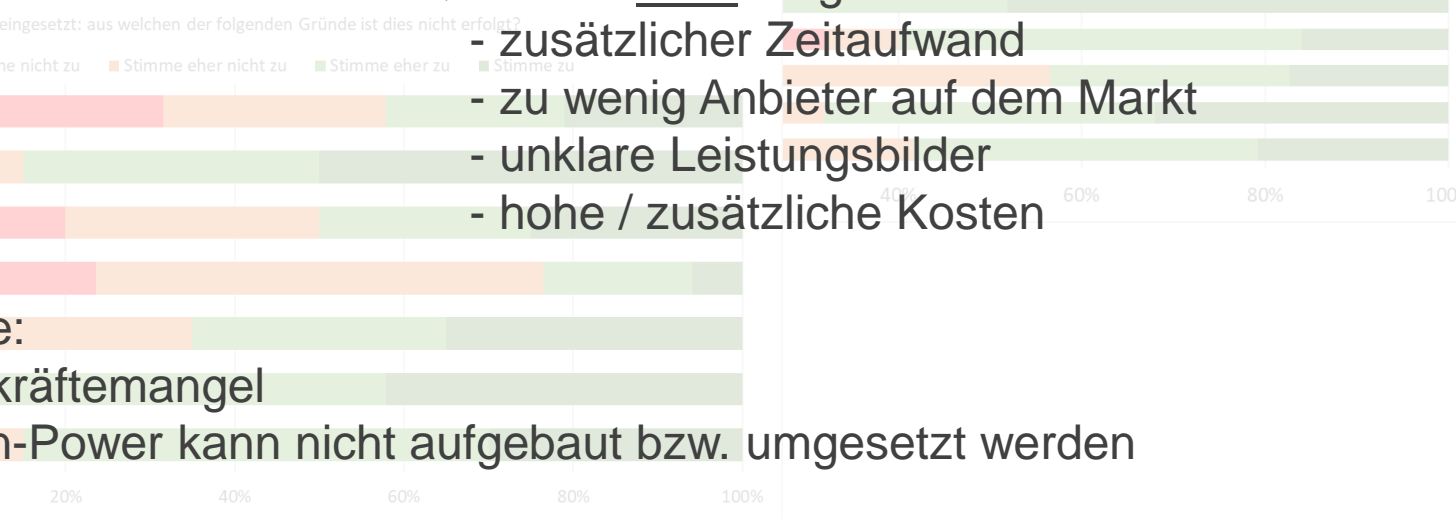 eingesetzt: aus welchen der folgenden Gründe ist dies nicht erfolgt?
- zusätzlicher Zeitaufwand
nicht zu Stimme eher nicht zu Stimme eher zu Stimme zu
- zu wenig Anbieter auf dem Markt
- unklare Leistungsbilder
40% 60% 80% 100
- hohe / zusätzliche Kosten
e:
kräftemangel
n-Power kann nicht aufgebaut bzw. umgesetzt werden
20% 40% 60% 80% 100%